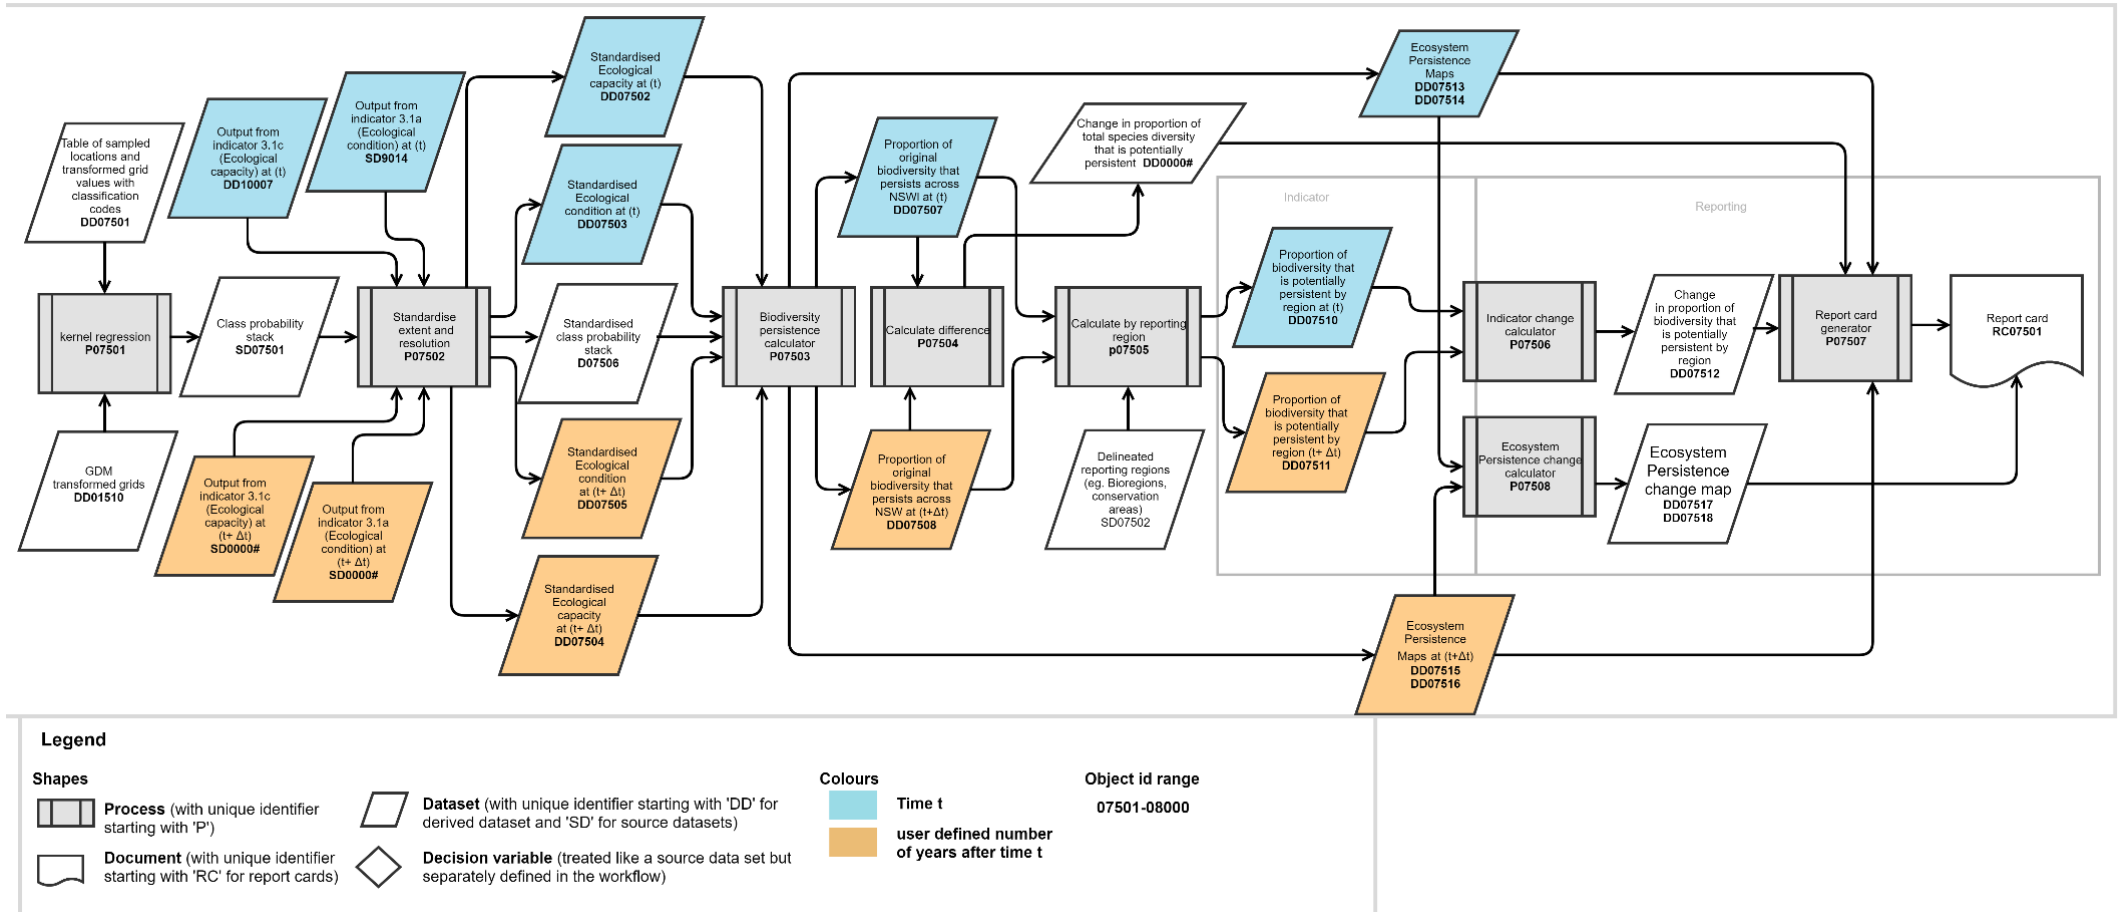 Table of sampled
locations and
transformed grid
values with
classification
codes
DD07501
Output from
indicator 3.1c
(Ecological
capacity) at (t)
DD10007
Output from
indicator 3.1a
(Ecological
condition) at (t)
SD9014
kernel regression
P07501
GDM
transformed grids
DD01510
Class probability
stack
SD07501
Output from
indicator 3.1c
(Ecological
capacity) at
(t+ Δt)
SD0000#
Output from
indicator 3.1a
(Ecological
condition) at
(t+ Δt)
SD0000#
Standardise
extent and
resolution
P07502
Standardised
Ecological
capacity at (t)
DD07502
Standardised
Ecological
condition at (t)
DD07503
Standardised
class probability
stack
D07506
Standardised
Ecological
condition
at (t+ Δt)
DD07505
Standardised
Ecological
capacity
at (t+ Δt)
DD07504
Biodiversity
persistence
calculator
P07503
Proportion of
original
biodiversity that
persists across
NSWI at (t)
DD07507
Calculate difference
P07504
Proportion of
original
biodiversity that
persists across
NSW at (t+Δt)
DD07508
Change in proportion of
total species diversity
that is potentially
persistent DD0000#
Calculate by reporting
region
p07505
Delineated
reporting regions
(eg. Bioregions,
conservation
areas)
SD07502
Indicator
Proportion of
biodiversity that
is potentially
persistent by
region at (t)
DD07510
Proportion of
biodiversity that
is potentially
persistent by
region (t+ Δt)
DD07511
Ecosystem
Persistence
Maps
DD07513
DD07514
Reporting
Indicator change
calculator
P07506
Ecosystem
Persistence change
calculator
P07508
Ecosystem
Persistence
Maps at (t+Δt)
DD07515
DD07516
Change
in proportion of
biodiversity that
is potentially
persistent by
region
DD07512
Ecosystem
Persistence
change map
DD07517
DD07518
Report card
generator
P07507
Report card
RC07501
Legend
Shapes
Process (with unique identifier
starting with 'P')
Document (with unique identifier
starting with 'RC' for report cards)
Dataset (with unique identifier starting with 'DD' for
derived dataset and 'SD' for source datasets)
Decision variable (treated like a source data set but
separately defined in the workflow)
Colours
Time t
user defined number
of years after time t
Object id range
07501-08000